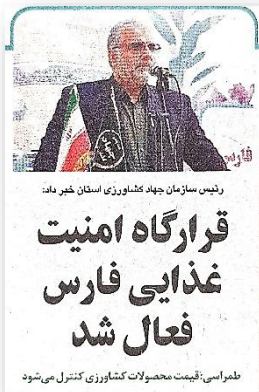 فارس
رئیس سازمان جهاد کشاورزی استان خبر داد:
قرارگاه امنیت
غذایی فارس
فعال شد
طمراسی: قیمت محصولات کشاورزی کنترل می‌شود